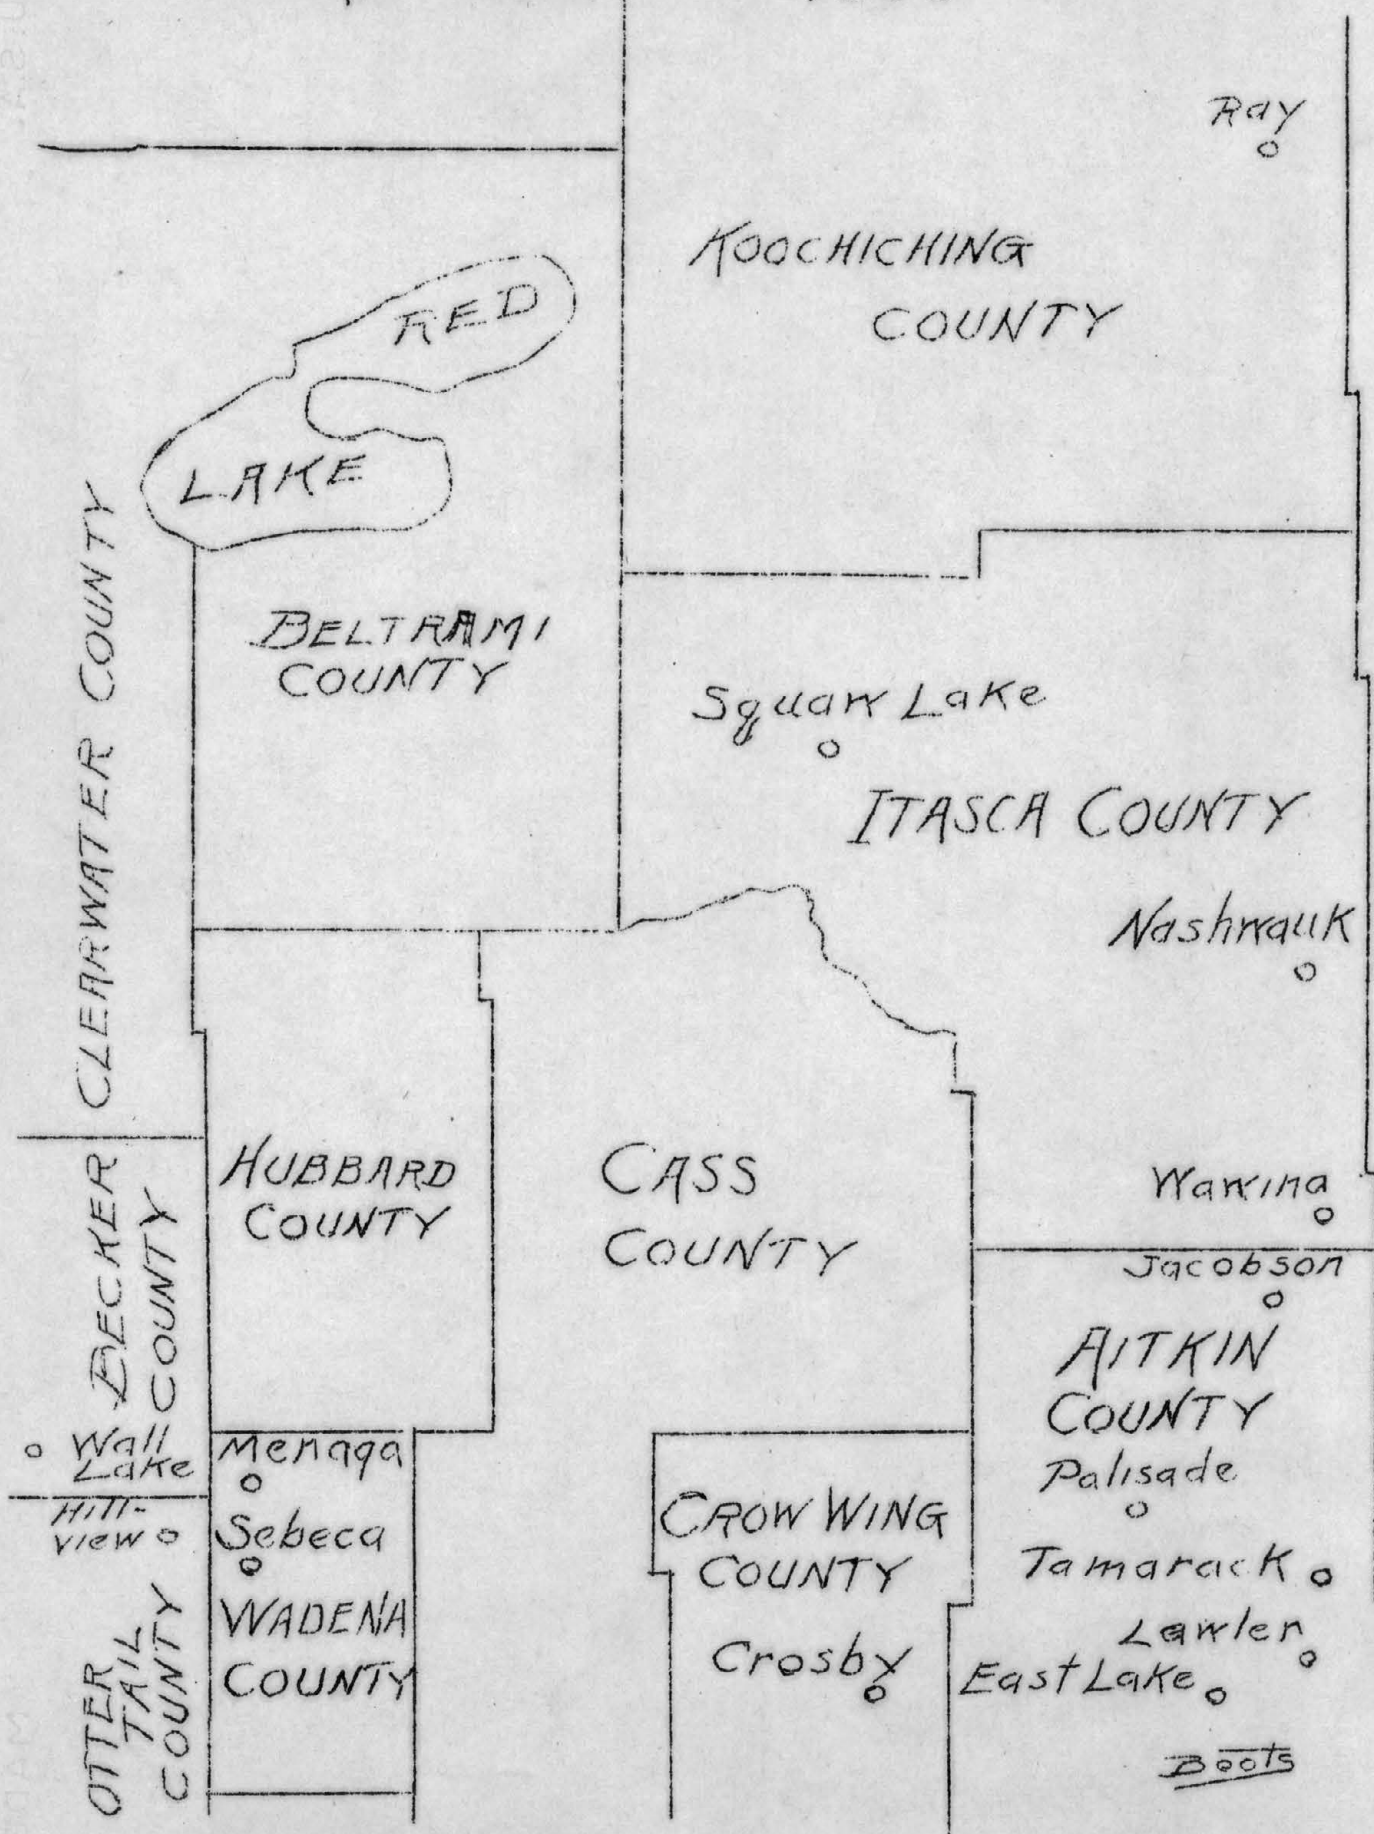 Ray
KOOCHICHING
COUNTY
RED
LAKE
CLEARWATER COUNTY
BELTRAMI
COUNTY
Squaw Lake
ITASCA COUNTY
Nashwauk
HUBBARD
COUNTY
CASS
COUNTY
Wawina
Jacobson
AITKIN
COUNTY
BECKER
COUNTY
Wall
Lake
Menaga
Palisade
Hill-
view
Sebeca
CROW WING
COUNTY
Tamarack
WADENA
COUNTY
Crosby
Lawler
East Lake
OTTER
TAIL
COUNTY
Boots